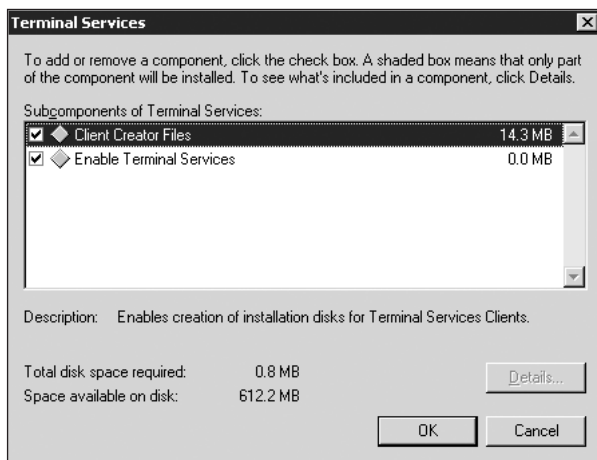 Terminal Services
To add or remove a component, click the check box. A shaded box means that only part
of the component will be installed. To see what's included in a component, click Details.
Subcomponents of Terminal Services:
Client Creator Files 14.3 MB
Enable Terminal Services 0.0 MB
Description: Enables creation of installation disks for Terminal Services Clients.
Total disk space required: 0.8 MB
Details...
Space available on disk: 612.2 MB
OK Cancel